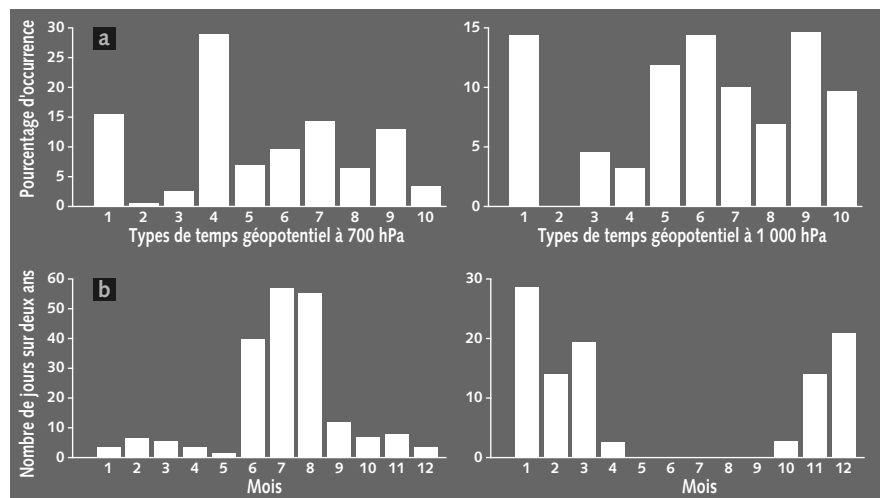 a
Pourcentage d'occurrence
30
25
20
15
10
5
0
1 2 3 4 5 6 7 8 9 10
Types de temps géopotentiel à 700 hPa
15
10
5
0
1 2 3 4 5 6 7 8 9 10
Types de temps géopotentiel à 1 000 hPa
b
Nombre de jours sur deux ans
60
50
40
30
20
10
0
1 2 3 4 5 6 7 8 9 10 11 12
Mois
30
20
10
0
1 2 3 4 5 6 7 8 9 10 11 12
Mois